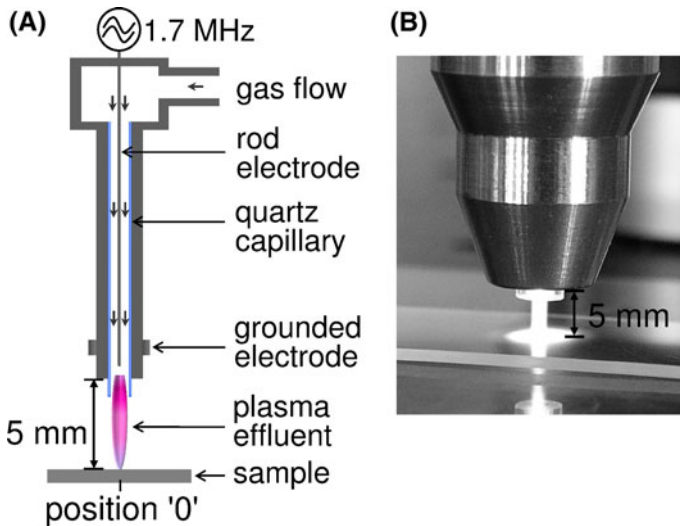 (A)
1.7 MHz
gas flow
rod
electrode
quartz
capillary
grounded
electrode
5 mm
plasma
effluent
sample
position '0'
(B)
5 mm